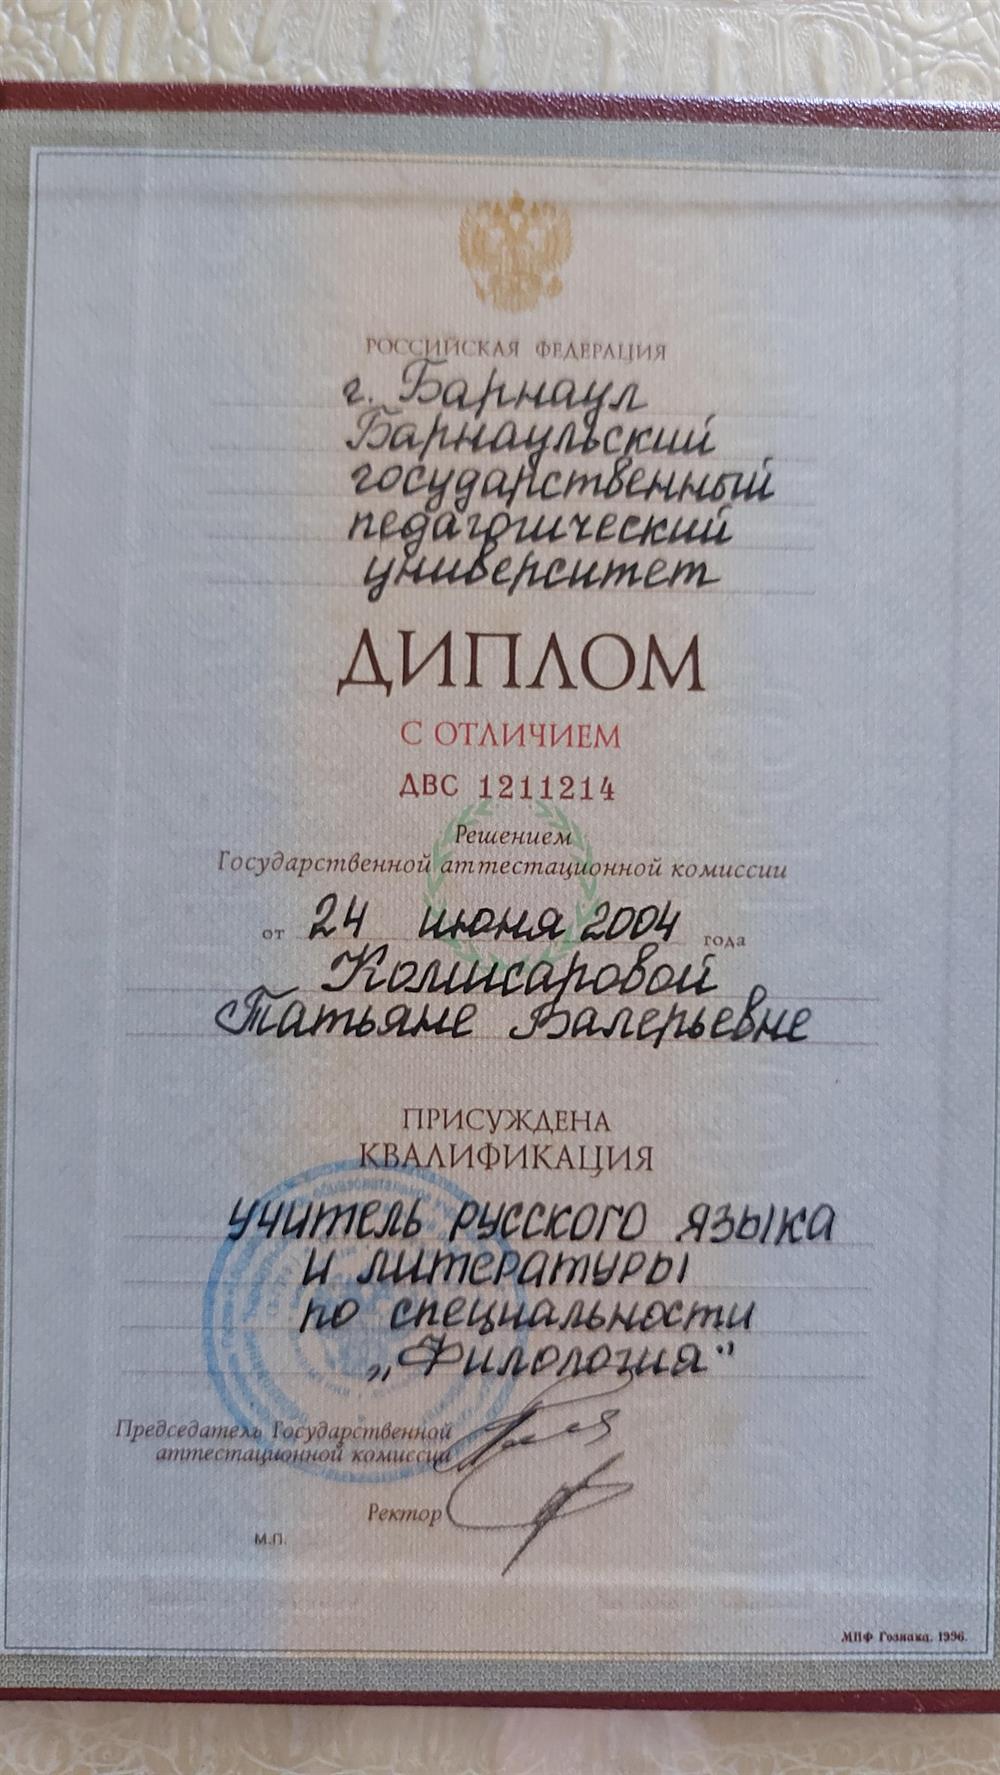 РОССИЙСКАЯ ФЕДЕРАЦИЯ
г. Барнаул
Барнаульский
государственный
педагогический
университет
ДИПЛОМ
С ОТЛИЧИЕМ
ДВС 1211214
Решением
Государственной аттестационной комиссии
от 24 июня 2004 года
Комисаровой
Татьяне Валерьевне
ПРИСУЖДЕНА
КВАЛИФИКАЦИЯ
учитель русского языка
и литературы
по специальности
„Филология“
Председатель Государственной
аттестационной комиссии
Ректор
М.П.
МПФ Гознака. 1996.